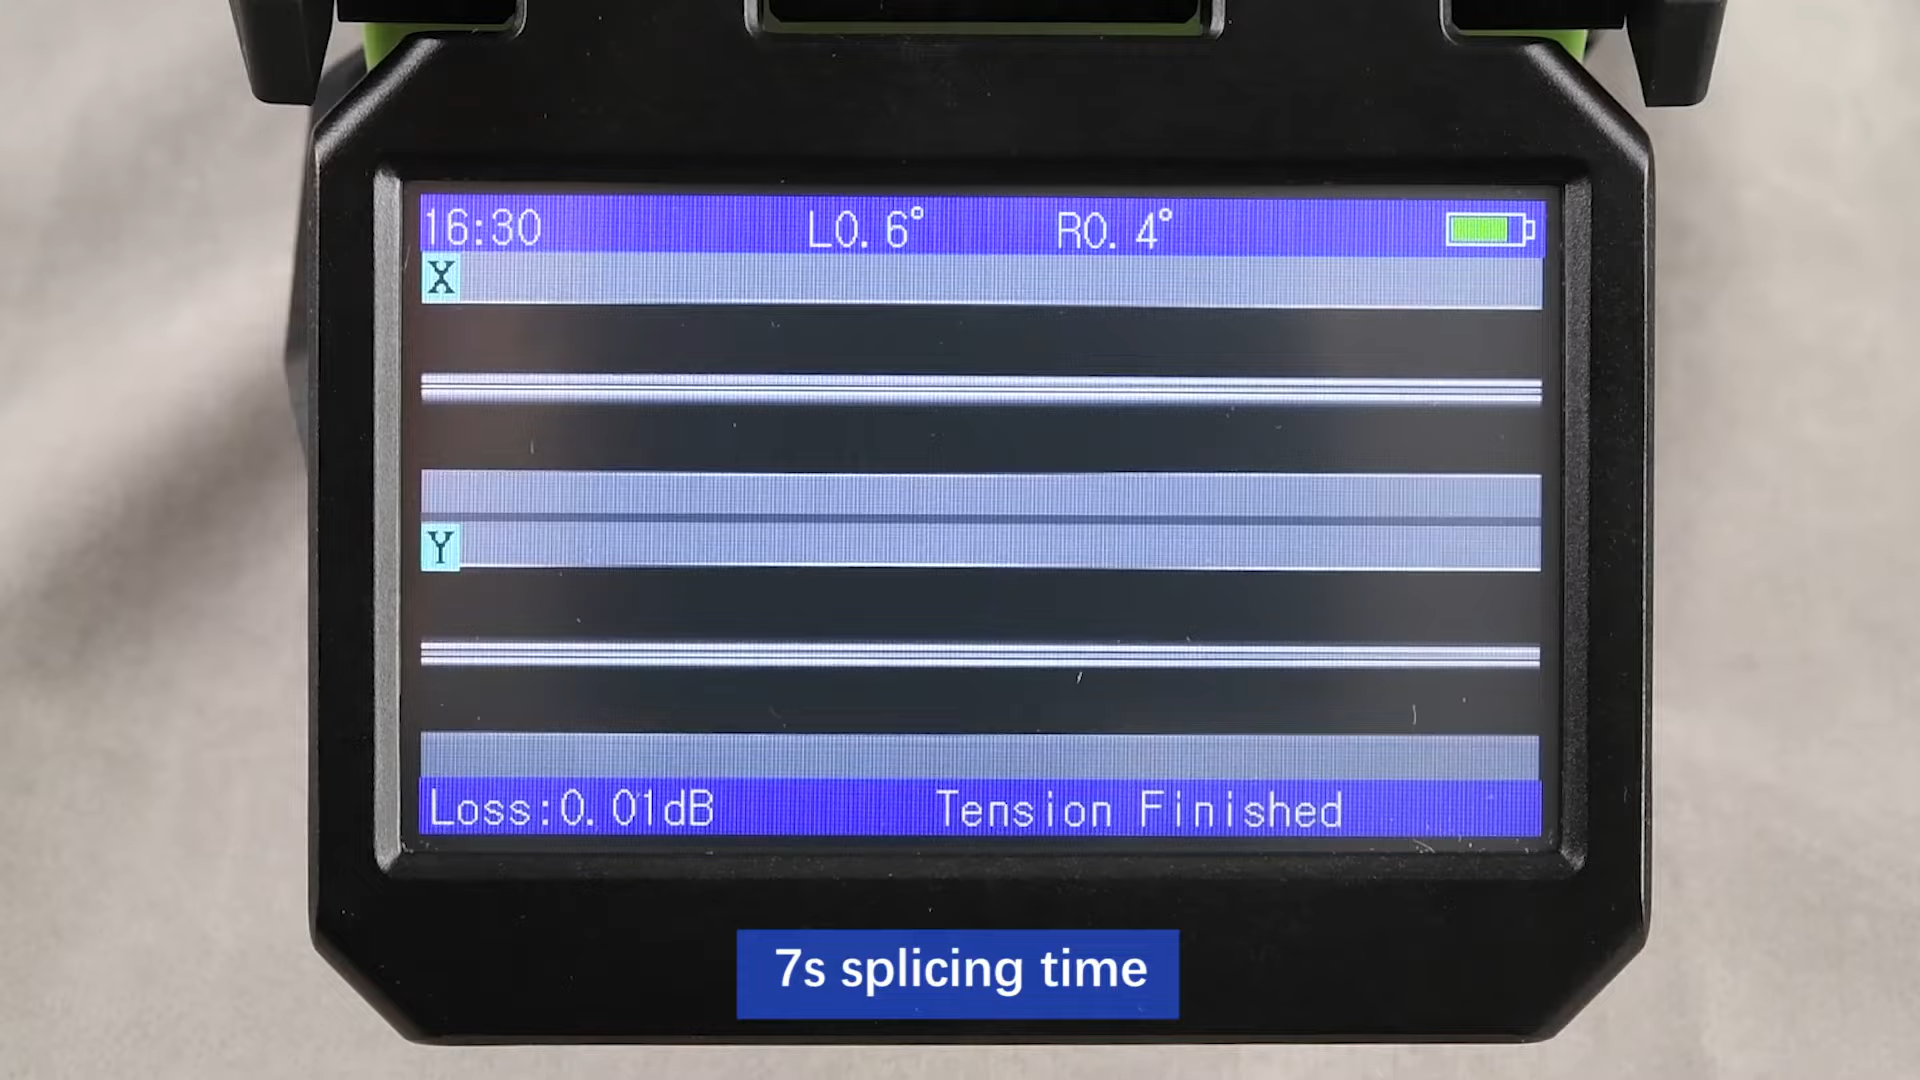 16:30 L0.6° R0.4°
X
Y
Loss:0.01dB Tension Finished
7s splicing time